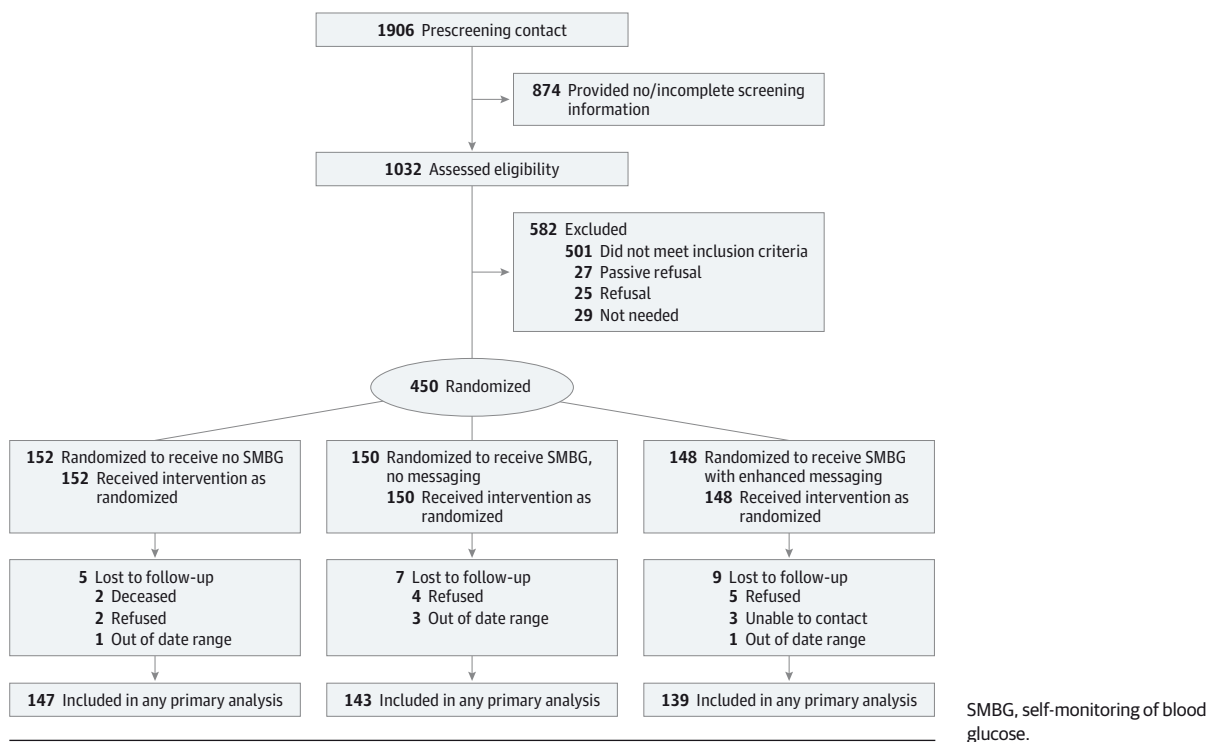 1906 Prescreening contact
874 Provided no/incomplete screening
information
1032 Assessed eligibility
582 Excluded
501 Did not meet inclusion criteria
27 Passive refusal
25 Refusal
29 Not needed
450 Randomized
152 Randomized to receive no SMBG
152 Received intervention as
randomized
150 Randomized to receive SMBG,
no messaging
150 Received intervention as
randomized
148 Randomized to receive SMBG
with enhanced messaging
148 Received intervention as
randomized
5 Lost to follow-up
2 Deceased
2 Refused
1 Out of date range
7 Lost to follow-up
4 Refused
3 Out of date range
9 Lost to follow-up
5 Refused
3 Unable to contact
1 Out of date range
147 Included in any primary analysis
143 Included in any primary analysis
139 Included in any primary analysis
SMBG, self-monitoring of blood
glucose.